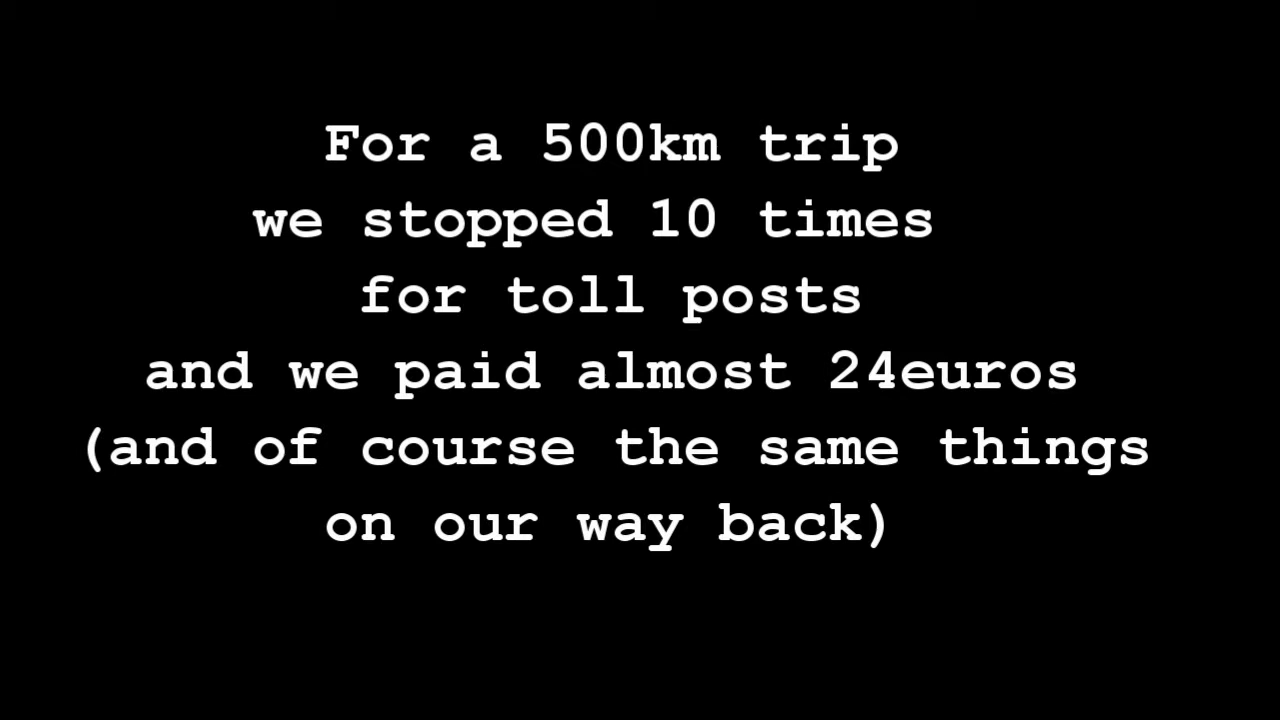 For a 500km trip
we stopped 10 times
for toll posts
and we paid almost 24euros
(and of course the same things
on our way back)